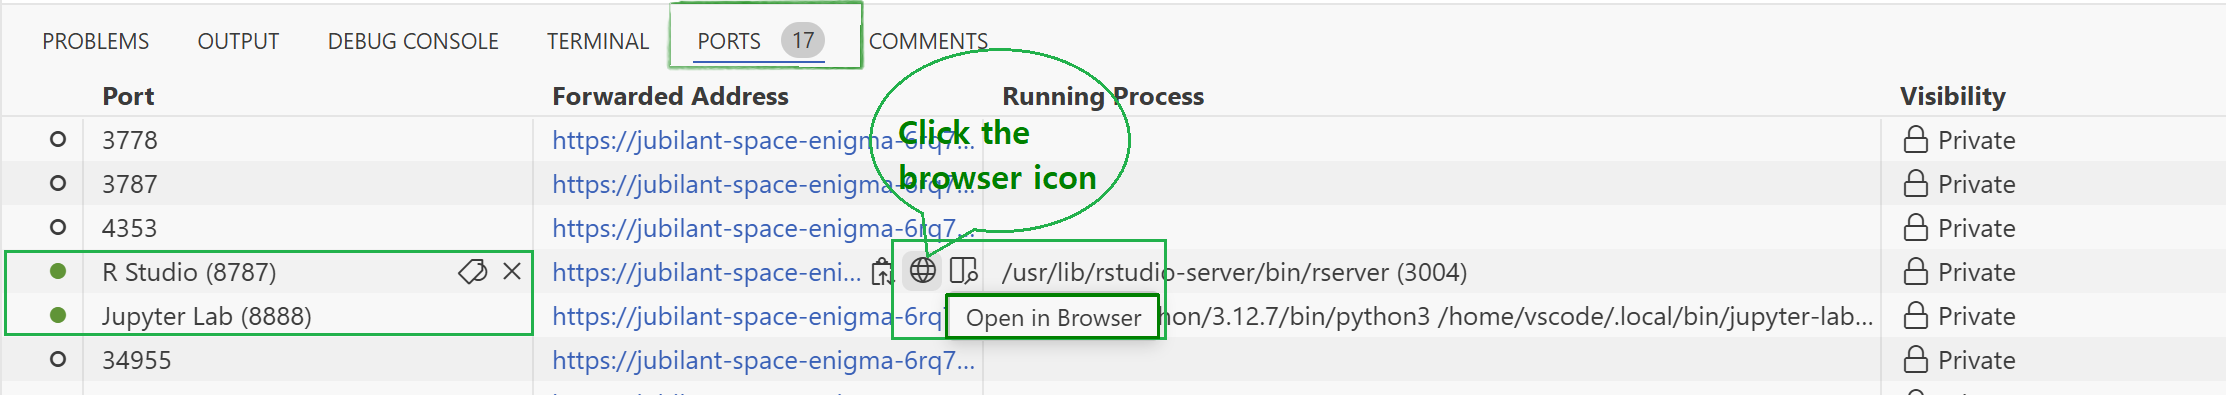 PROBLEMS OUTPUT DEBUG CONSOLE TERMINAL PORTS 17 COMMENTS
Port Forwarded Address Running Process Visibility
3778 https://jubilant-space-enigma-6rq7... Private
Click the
browser icon
3787 https://jubilant-space-enigma-6rq7... Private
4353 https://jubilant-space-enigma-6rq7... Private
R Studio (8787) https://jubilant-space-eni... /usr/lib/rstudio-server/bin/rserver (3004) Private
Jupyter Lab (8888) https://jubilant-space-enigma-6rq Open in Browser hon/3.12.7/bin/python3 /home/vscode/.local/bin/jupyter-lab... Private
34955 https://jubilant-space-enigma-6rq7... Private